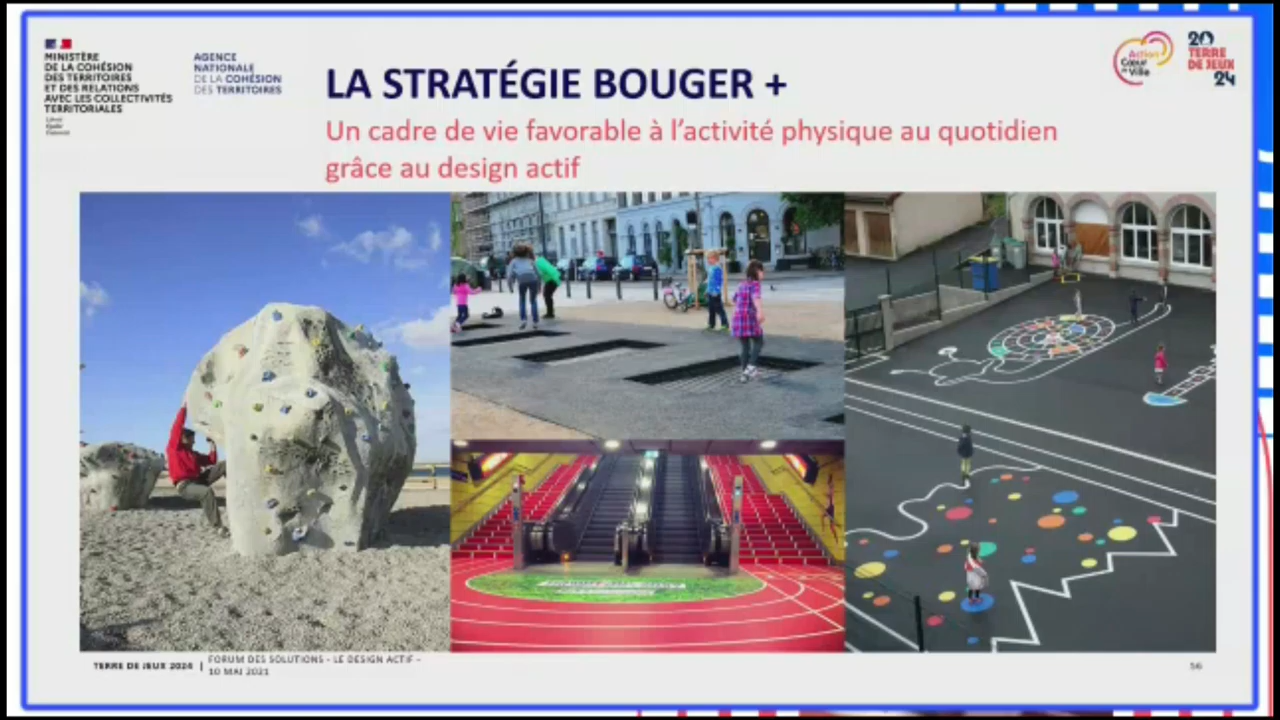 MINISTÈRE
DE LA COHÉSION
DES TERRITOIRES
ET DES RELATIONS
AVEC LES COLLECTIVITÉS
TERRITORIALES
Liberté
Égalité
Fraternité
AGENCE
NATIONALE
DE LA COHÉSION
DES TERRITOIRES
LA STRATÉGIE BOUGER +
Un cadre de vie favorable à l'activité physique au quotidien
grâce au design actif
Action
Cœur
de Ville
20
TERRE
DE JEUX
24
TERRE DE JEUX 2024 |
FORUM DES SOLUTIONS - LE DESIGN ACTIF –
10 MAI 2021
56